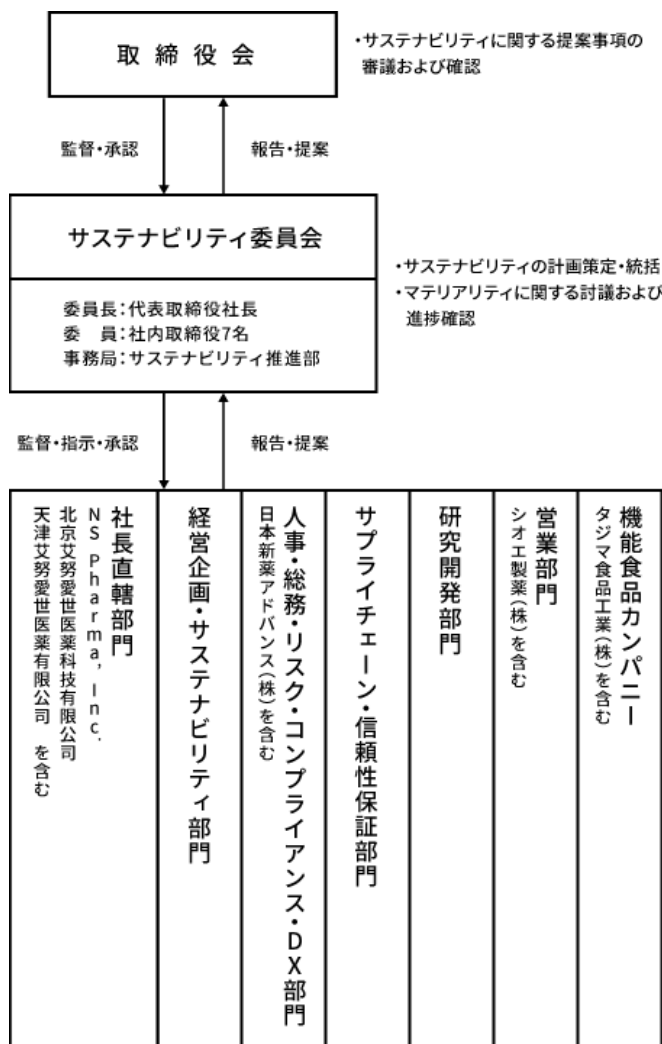 取締役会
・サステナビリティに関する提案事項の
審議および確認
監督・承認
報告・提案
サステナビリティ委員会
委員長：代表取締役社長
委　員：社内取締役7名
事務局：サステナビリティ推進部
・サステナビリティの計画策定・統括
・マテリアリティに関する討議および
進捗確認
監督・指示・承認
報告・提案
社長直轄部門
NS Pharma, Inc.
北京艾努愛世医薬科技有限公司
天津艾努愛世医薬有限公司　を含む
経営企画・サステナビリティ部門
人事・総務・リスク・コンプライアンス・DX部門
日本新薬アドバンス（株）を含む
サプライチェーン・信頼性保証部門
研究開発部門
営業部門
シオエ製薬（株）を含む
機能食品カンパニー
タジマ食品工業（株）を含む